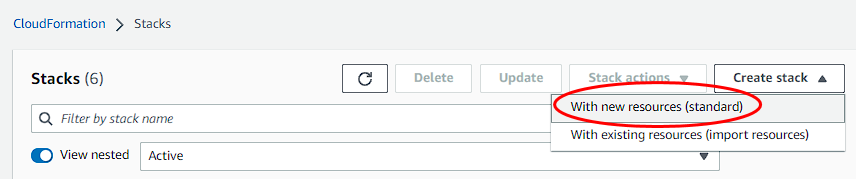 CloudFormation > Stacks
Stacks (6)
Delete
Update
Stack actions
Create stack
With new resources (standard)
Filter by stack name
With existing resources (import resources)
View nested
Active